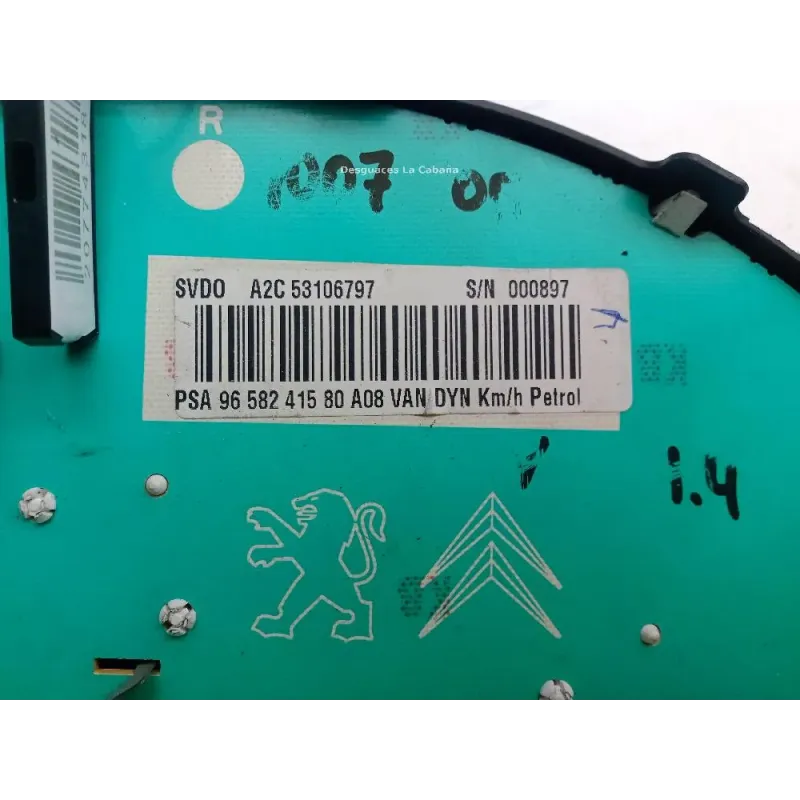 R
1007
Desguaces La Cabaña
SVDO A2C 53106797 S/N 000897
PSA 96 582 415 80 A08 VAN DYN Km/h Petrol
1.4